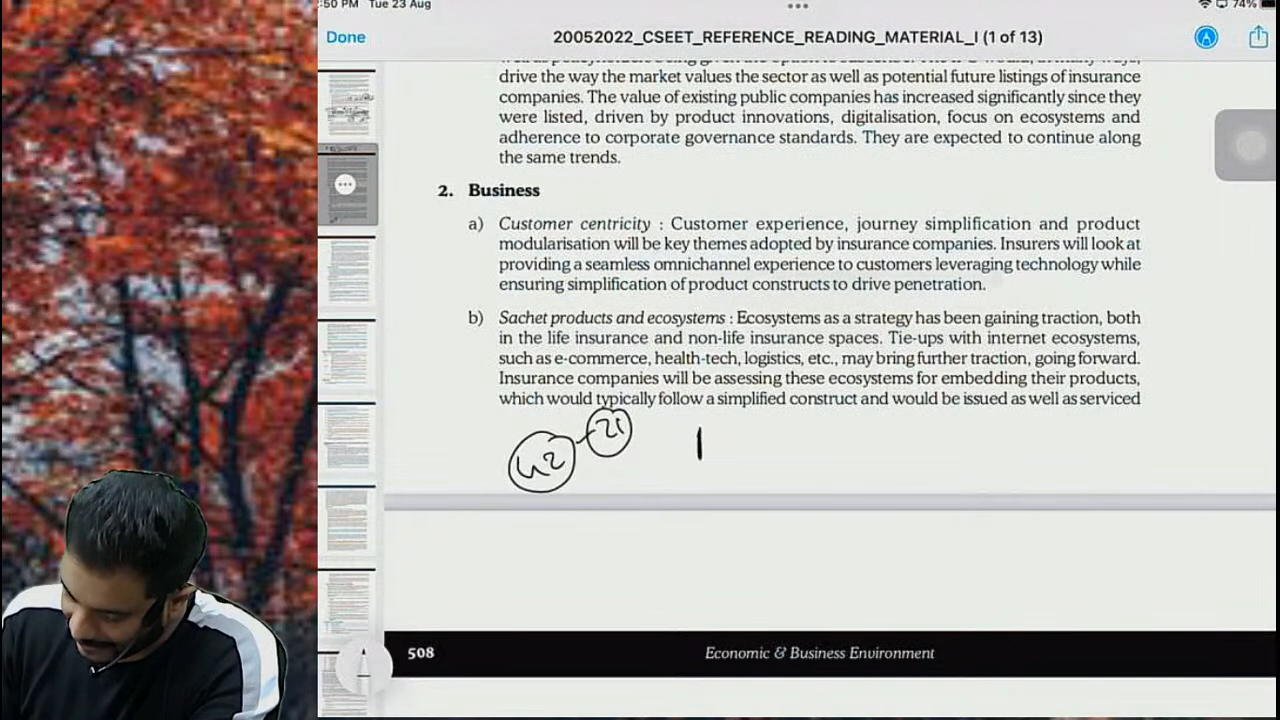 :50 PM Tue 23 Aug
74%
Done
20052022_CSEET_REFERENCE_READING_MATERIAL_I (1 of 13)
drive the way the market values the sector as well as potential future listings of insurance
companies. The value of existing public companies has increased significantly since they
were listed, driven by product innovations, digitalisation, focus on ecosystems and
adherence to corporate governance standards. They are expected to continue along
the same trends.
2. Business
a) Customer centricity : Customer experience, journey simplification and product
modularisation will be key themes adopted by insurance companies. Insurers will look at
providing a seamless omnichannel experience to customers leveraging technology while
ensuring simplification of product constructs to drive penetration.
b) Sachet products and ecosystems : Ecosystems as a strategy has been gaining traction, both
life insurance and non-life insurance spaces. Tie-ups with internet ecosystems,
as e-commerce, healthtech, logistics etc., may bring further traction going forward.
Insurance companies will be assessing these ecosystems for embedding their products,
which would typically follow a simplified construct and would be issued as well as serviced
42 21
508
Economic & Business Environment